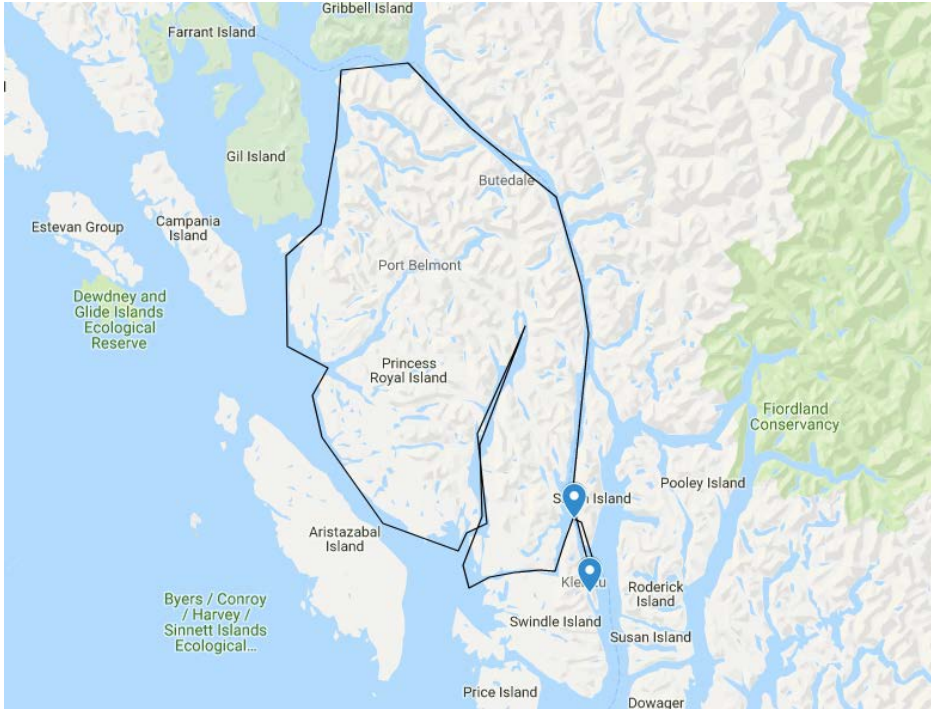 Gribbell Island
Farrant Island
Gil Island
Butedale
Estevan Group
Campania
Island
Port Belmont
Dewdney and
Glide Islands
Ecological
Reserve
Princess
Royal Island
Fiordland
Conservancy
Pooley Island
Aristazabal
Island
Roderick
Island
Byers / Conroy
/ Harvey /
Sinnett Islands
Ecological...
Swindle Island
Susan Island
Price Island
Dowager
Island